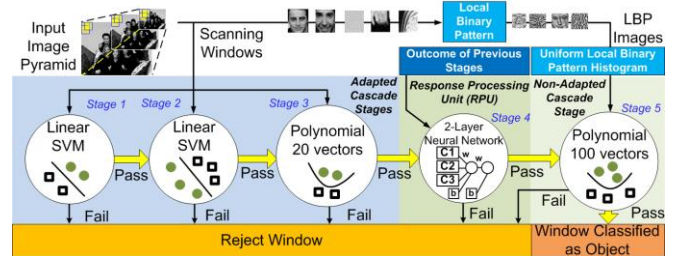 Input
Image
Pyramid
Scanning
Windows
Local
Binary
Pattern
LBP
Images
Outcome of Previous
Stages
Uniform Local Binary
Pattern Histogram
Adapted
Cascade
Stages
Response Processing
Unit (RPU)
Non-Adapted
Cascade
Stage
Stage 1
Stage 2
Stage 3
Stage 4
Stage 5
Linear
SVM
Linear
SVM
Polynomial
20 vectors
2-Layer
Neural Network
C1
C2
C3
w
w
b
b
Polynomial
100 vectors
Pass
Pass
Pass
Pass
Pass
Fail
Fail
Fail
Fail
Fail
Reject Window
Window Classified
as Object